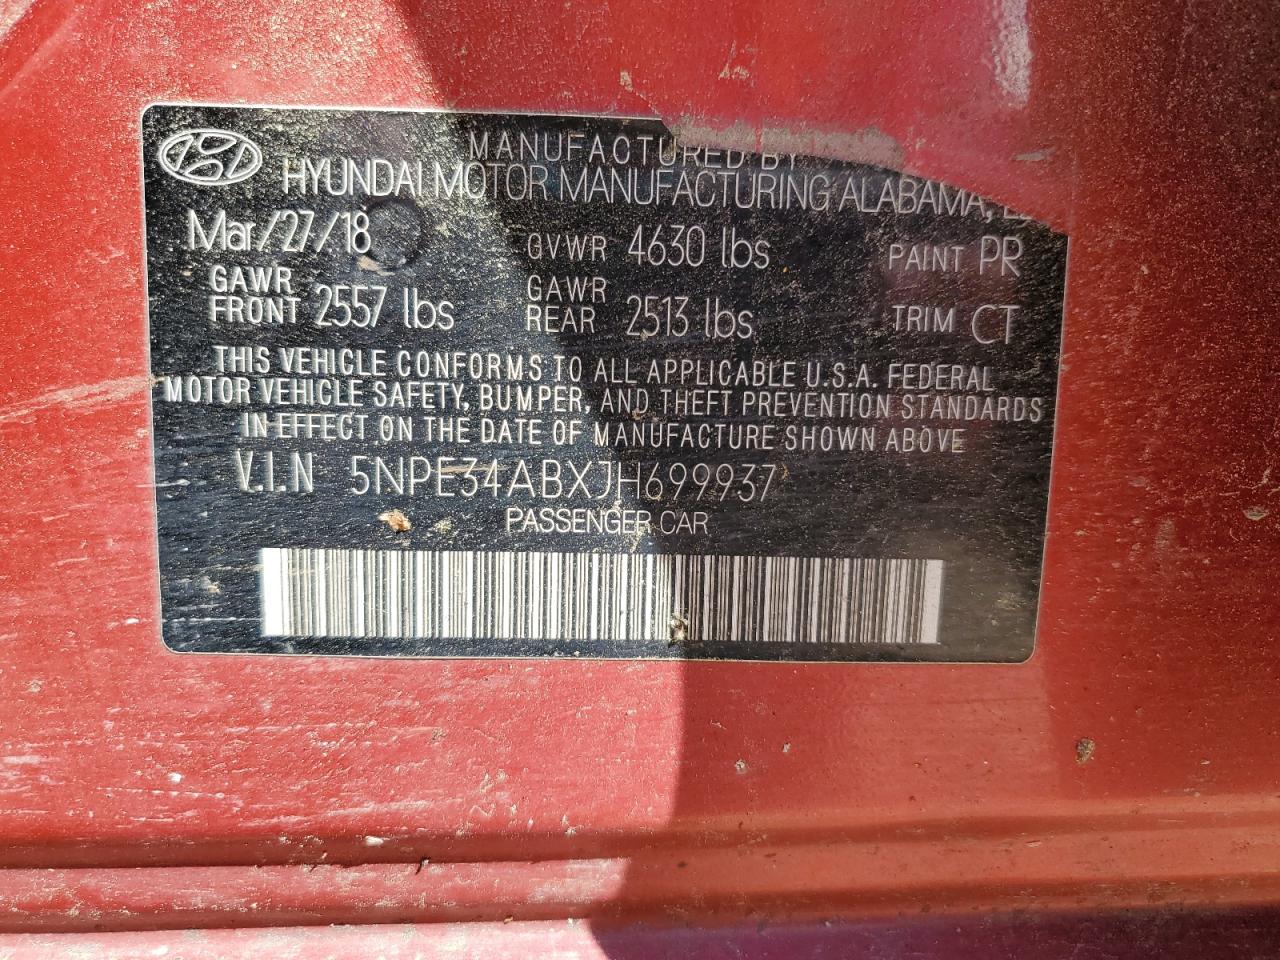 MANUFACTURED BY
HYUNDAI MOTOR MANUFACTURING ALABAMA,
Mar/27/18 GVWR 4630 lbs PAINT PR
GAWR FRONT 2557 lbs GAWR REAR 2513 lbs TRIM CT
THIS VEHICLE CONFORMS TO ALL APPLICABLE U.S.A. FEDERAL
MOTOR VEHICLE SAFETY, BUMPER, AND THEFT PREVENTION STANDARDS
IN EFFECT ON THE DATE OF MANUFACTURE SHOWN ABOVE
V.I.N 5NPE34ABXJH699937
PASSENGER CAR